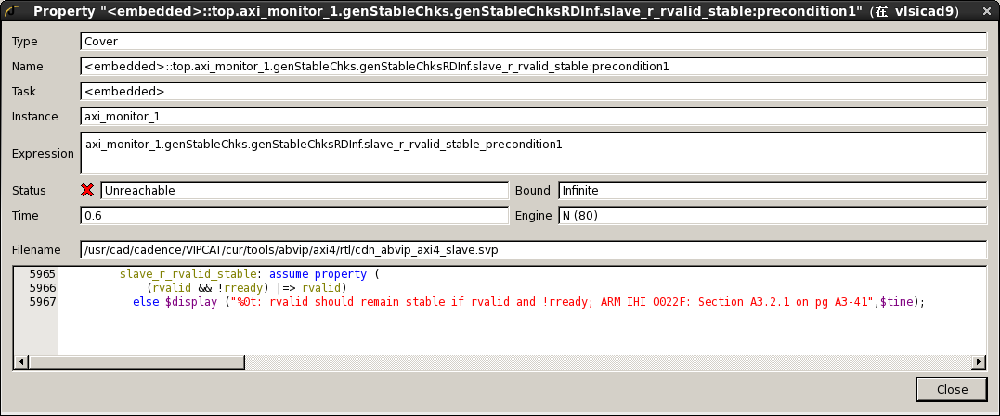 Property "<embedded>::top.axi_monitor_1.genStableChks.genStableChksRDInf.slave_r_rvalid_stable:precondition1" (在 vlsicad9)
Type Cover
Name <embedded>::top.axi_monitor_1.genStableChks.genStableChksRDInf.slave_r_rvalid_stable:precondition1
Task <embedded>
Instance axi_monitor_1
Expression axi_monitor_1.genStableChks.genStableChksRDInf.slave_r_rvalid_stable_precondition1
Status Unreachable Bound Infinite
Time 0.6 Engine N (80)
Filename /usr/cad/cadence/VIPCAT/cur/tools/abvip/axi4/rtl/cdn_abvip_axi4_slave.svp
5965 slave_r_rvalid_stable: assume property (
5966 (rvalid && !rready) |=> rvalid)
5967 else $display ("%0t: rvalid should remain stable if rvalid and !rready; ARM IHI 0022F: Section A3.2.1 on pg A3-41",$time);
Close